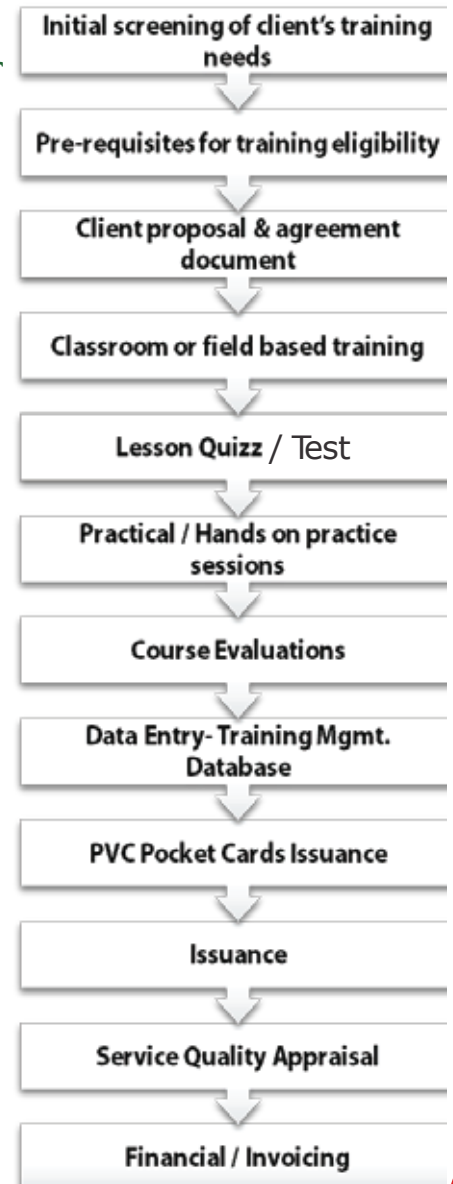 Initial screening of client's training
needs
Pre-requisites for training eligibility
Client proposal & agreement
document
Classroom or field based training
Lesson Quizz / Test
Practical / Hands on practice
sessions
Course Evaluations
Data Entry- Training Mgmt.
Database
PVC Pocket Cards Issuance
Issuance
Service Quality Appraisal
Financial / Invoicing